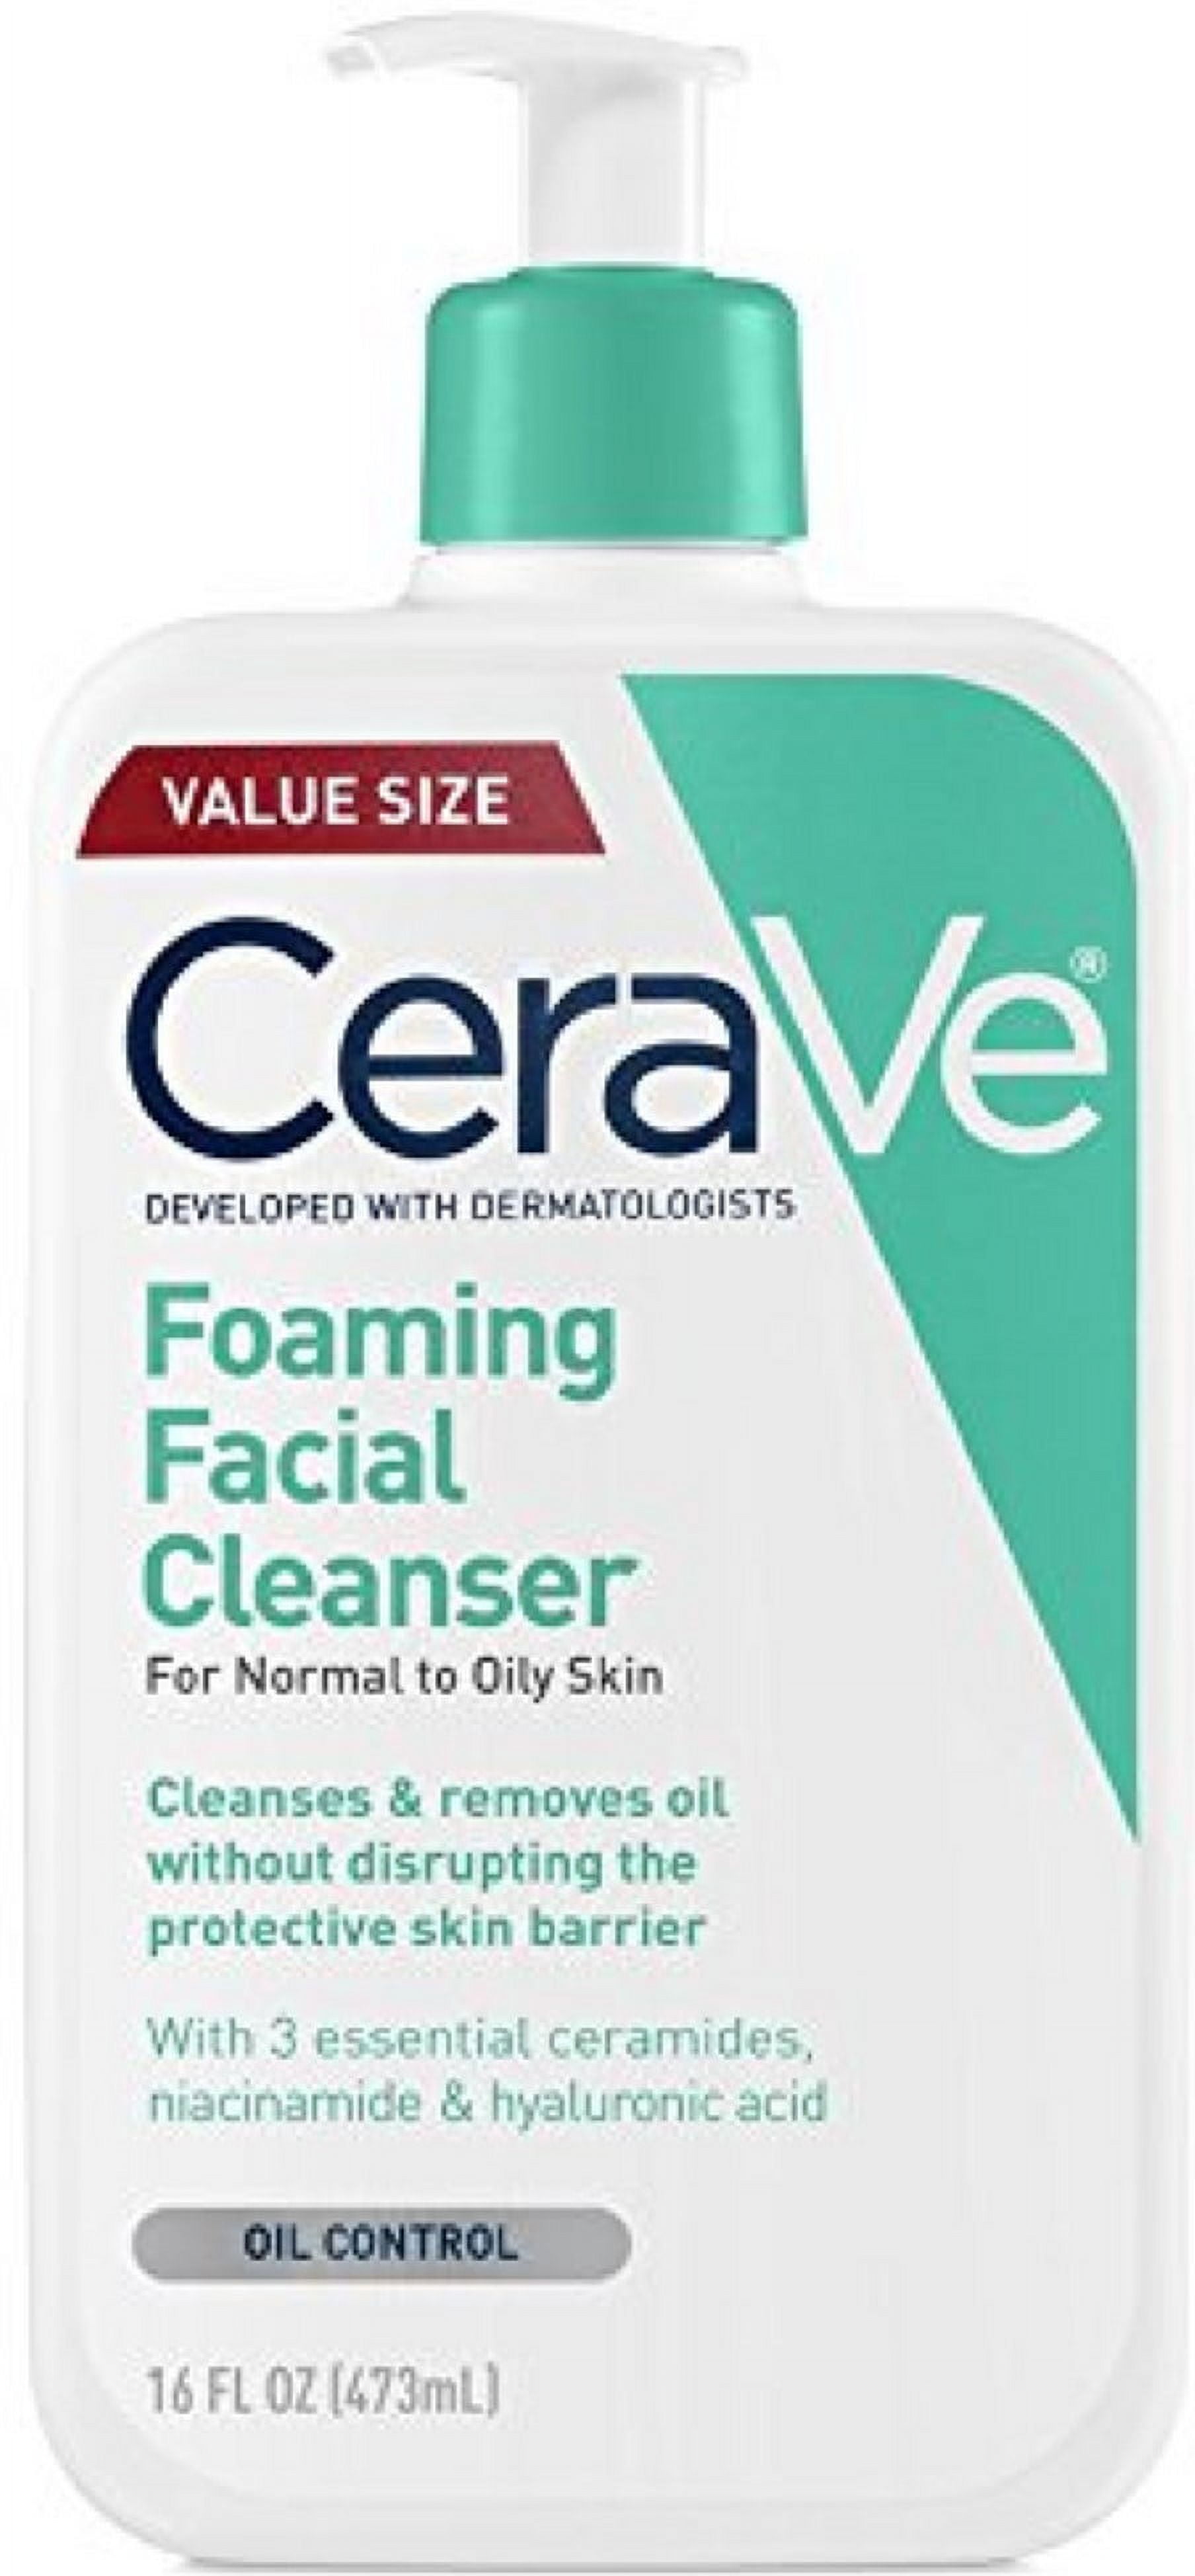 VALUE SIZE
CeraVe®
DEVELOPED WITH DERMATOLOGISTS
Foaming
Facial
Cleanser
For Normal to Oily Skin
Cleanses & removes oil
without disrupting the
protective skin barrier
With 3 essential ceramides,
niacinamide & hyaluronic acid
OIL CONTROL
16 FL OZ (473mL)